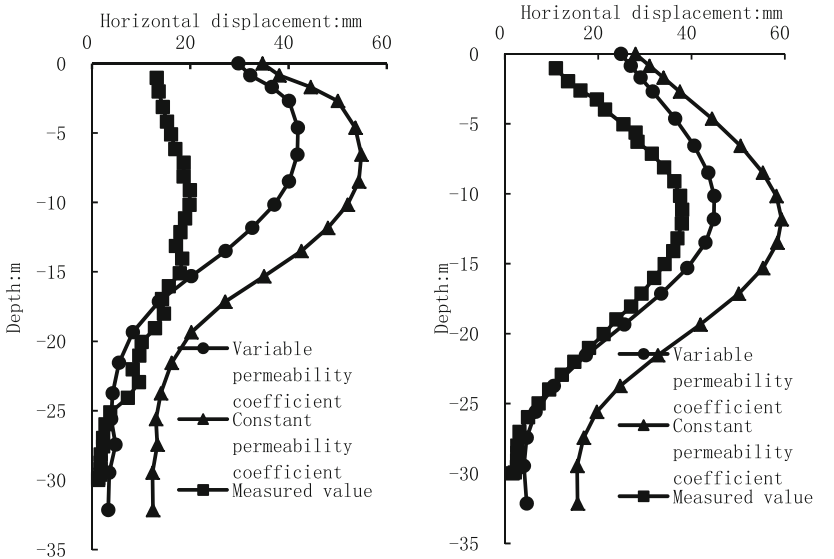 Horizontal displacement:mm
0 20 40 60
0
-5
-10
-15
-20
-25
-30
-35
Depth:m
Variable
permeability
coefficient
Constant
permeability
coefficient
Measured value
Horizontal displacement:mm
0 20 40 60
0
-5
-10
-15
-20
-25
-30
-35
Depth:m
Variable
permeability
coefficient
Constant
permeability
coefficient
Measured value